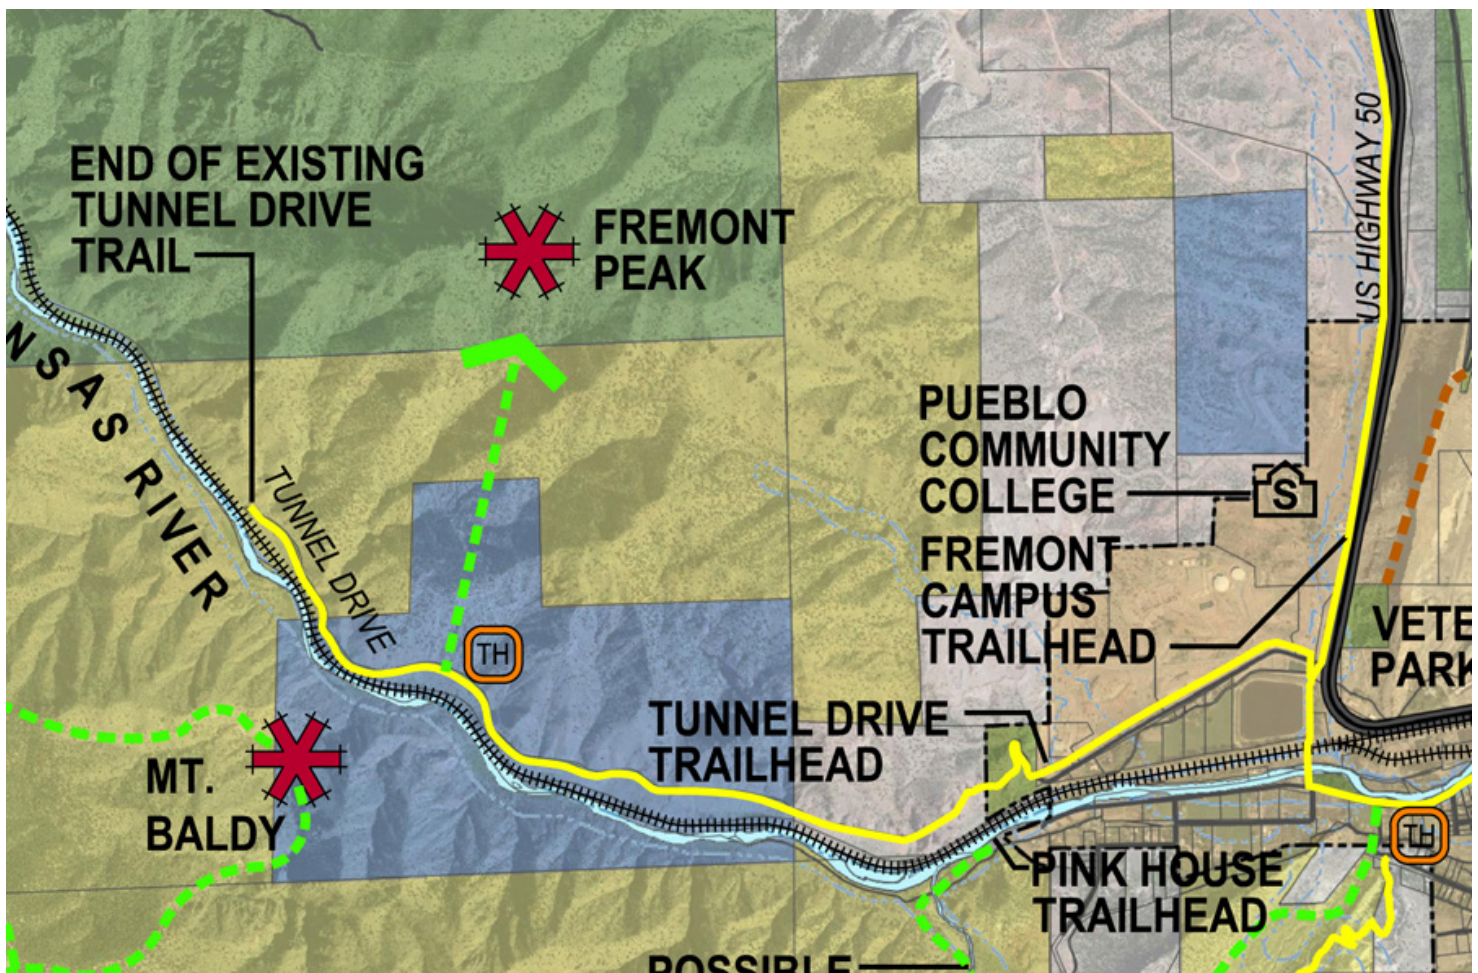 END OF EXISTING
TUNNEL DRIVE
TRAIL
FREMONT
PEAK
US HIGHWAY 50
NSAS RIVER
TUNNEL DRIVE
PUEBLO
COMMUNITY
COLLEGE
S
FREMONT
CAMPUS
TRAILHEAD
VETE
PARK
TH
TUNNEL DRIVE
TRAILHEAD
MT.
BALDY
TH
PINK HOUSE
TRAILHEAD
POSSIBLE